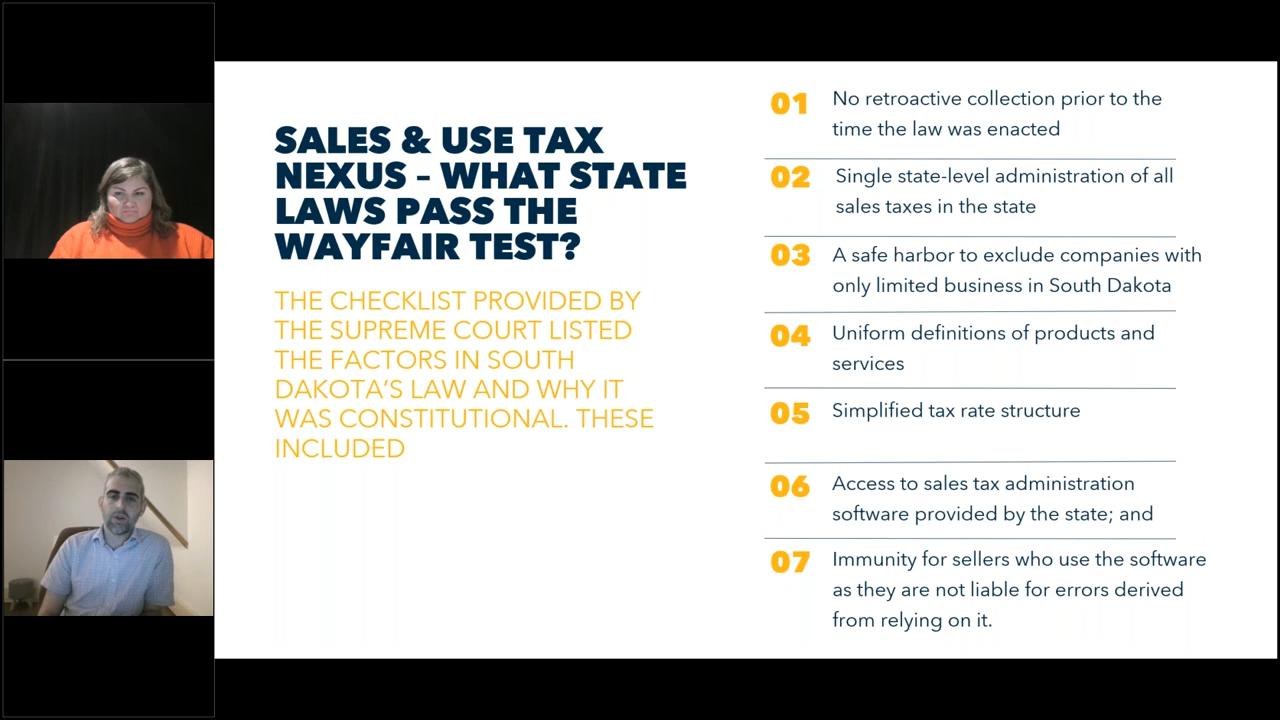 SALES & USE TAX
NEXUS – WHAT STATE
LAWS PASS THE
WAYFAIR TEST?
THE CHECKLIST PROVIDED BY
THE SUPREME COURT LISTED
THE FACTORS IN SOUTH
DAKOTA'S LAW AND WHY IT
WAS CONSTITUTIONAL. THESE
INCLUDED
01 No retroactive collection prior to the
time the law was enacted
02 Single state-level administration of all
sales taxes in the state
03 A safe harbor to exclude companies with
only limited business in South Dakota
04 Uniform definitions of products and
services
05 Simplified tax rate structure
06 Access to sales tax administration
software provided by the state; and
07 Immunity for sellers who use the software
as they are not liable for errors derived
from relying on it.